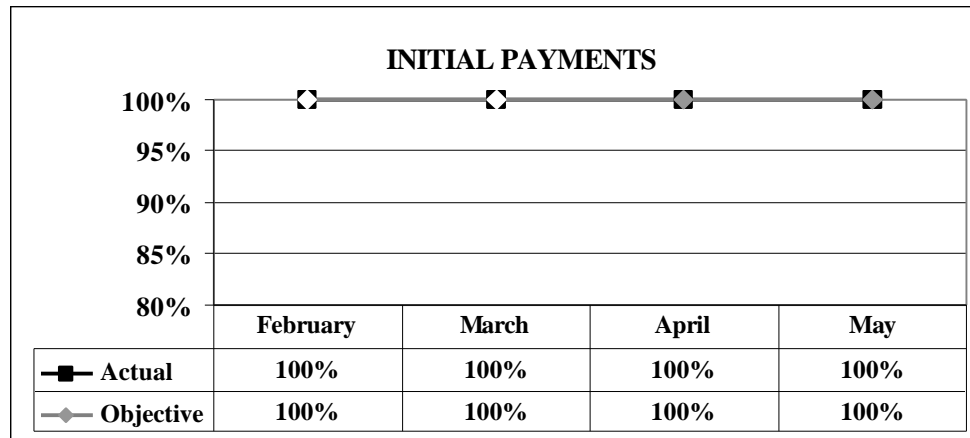 INITIAL PAYMENTS
100%
95%
90%
85%
80%
February March April May
Actual 100% 100% 100% 100%
Objective 100% 100% 100% 100%